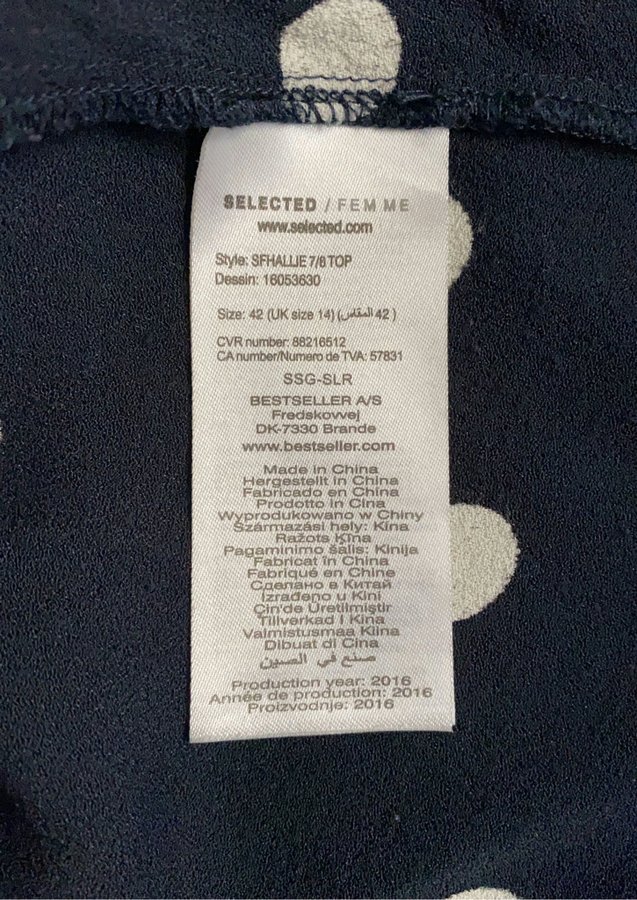 SELECTED / FEMME
www.selected.com
Style: SFHALLIE 7/8 TOP
Dessin: 16053630
Size: 42 (UK size 14) (42 المقاس)
CVR number: 88216512
CA number/Numero de TVA: 57831
SSG-SLR
BESTSELLER A/S
Fredskovvej
DK-7330 Brande
www.bestseller.com
Made in China
Hergestellt in China
Fabricado en China
Prodotto in Cina
Wyprodukowano w Chiny
Származási hely: Kína
Ražots Ķīna
Pagaminimo šalis: Kinija
Fabricat în China
Fabriqué en Chine
Сделано в Китай
Izrađeno u Kini
Çin'de Üretilmiştir
Tillverkad I Kina
Valmistusmaa Kiina
Dibuat di Cina
صنع في الصين
Production year: 2016
Année de production: 2016
Proizvodnje: 2016